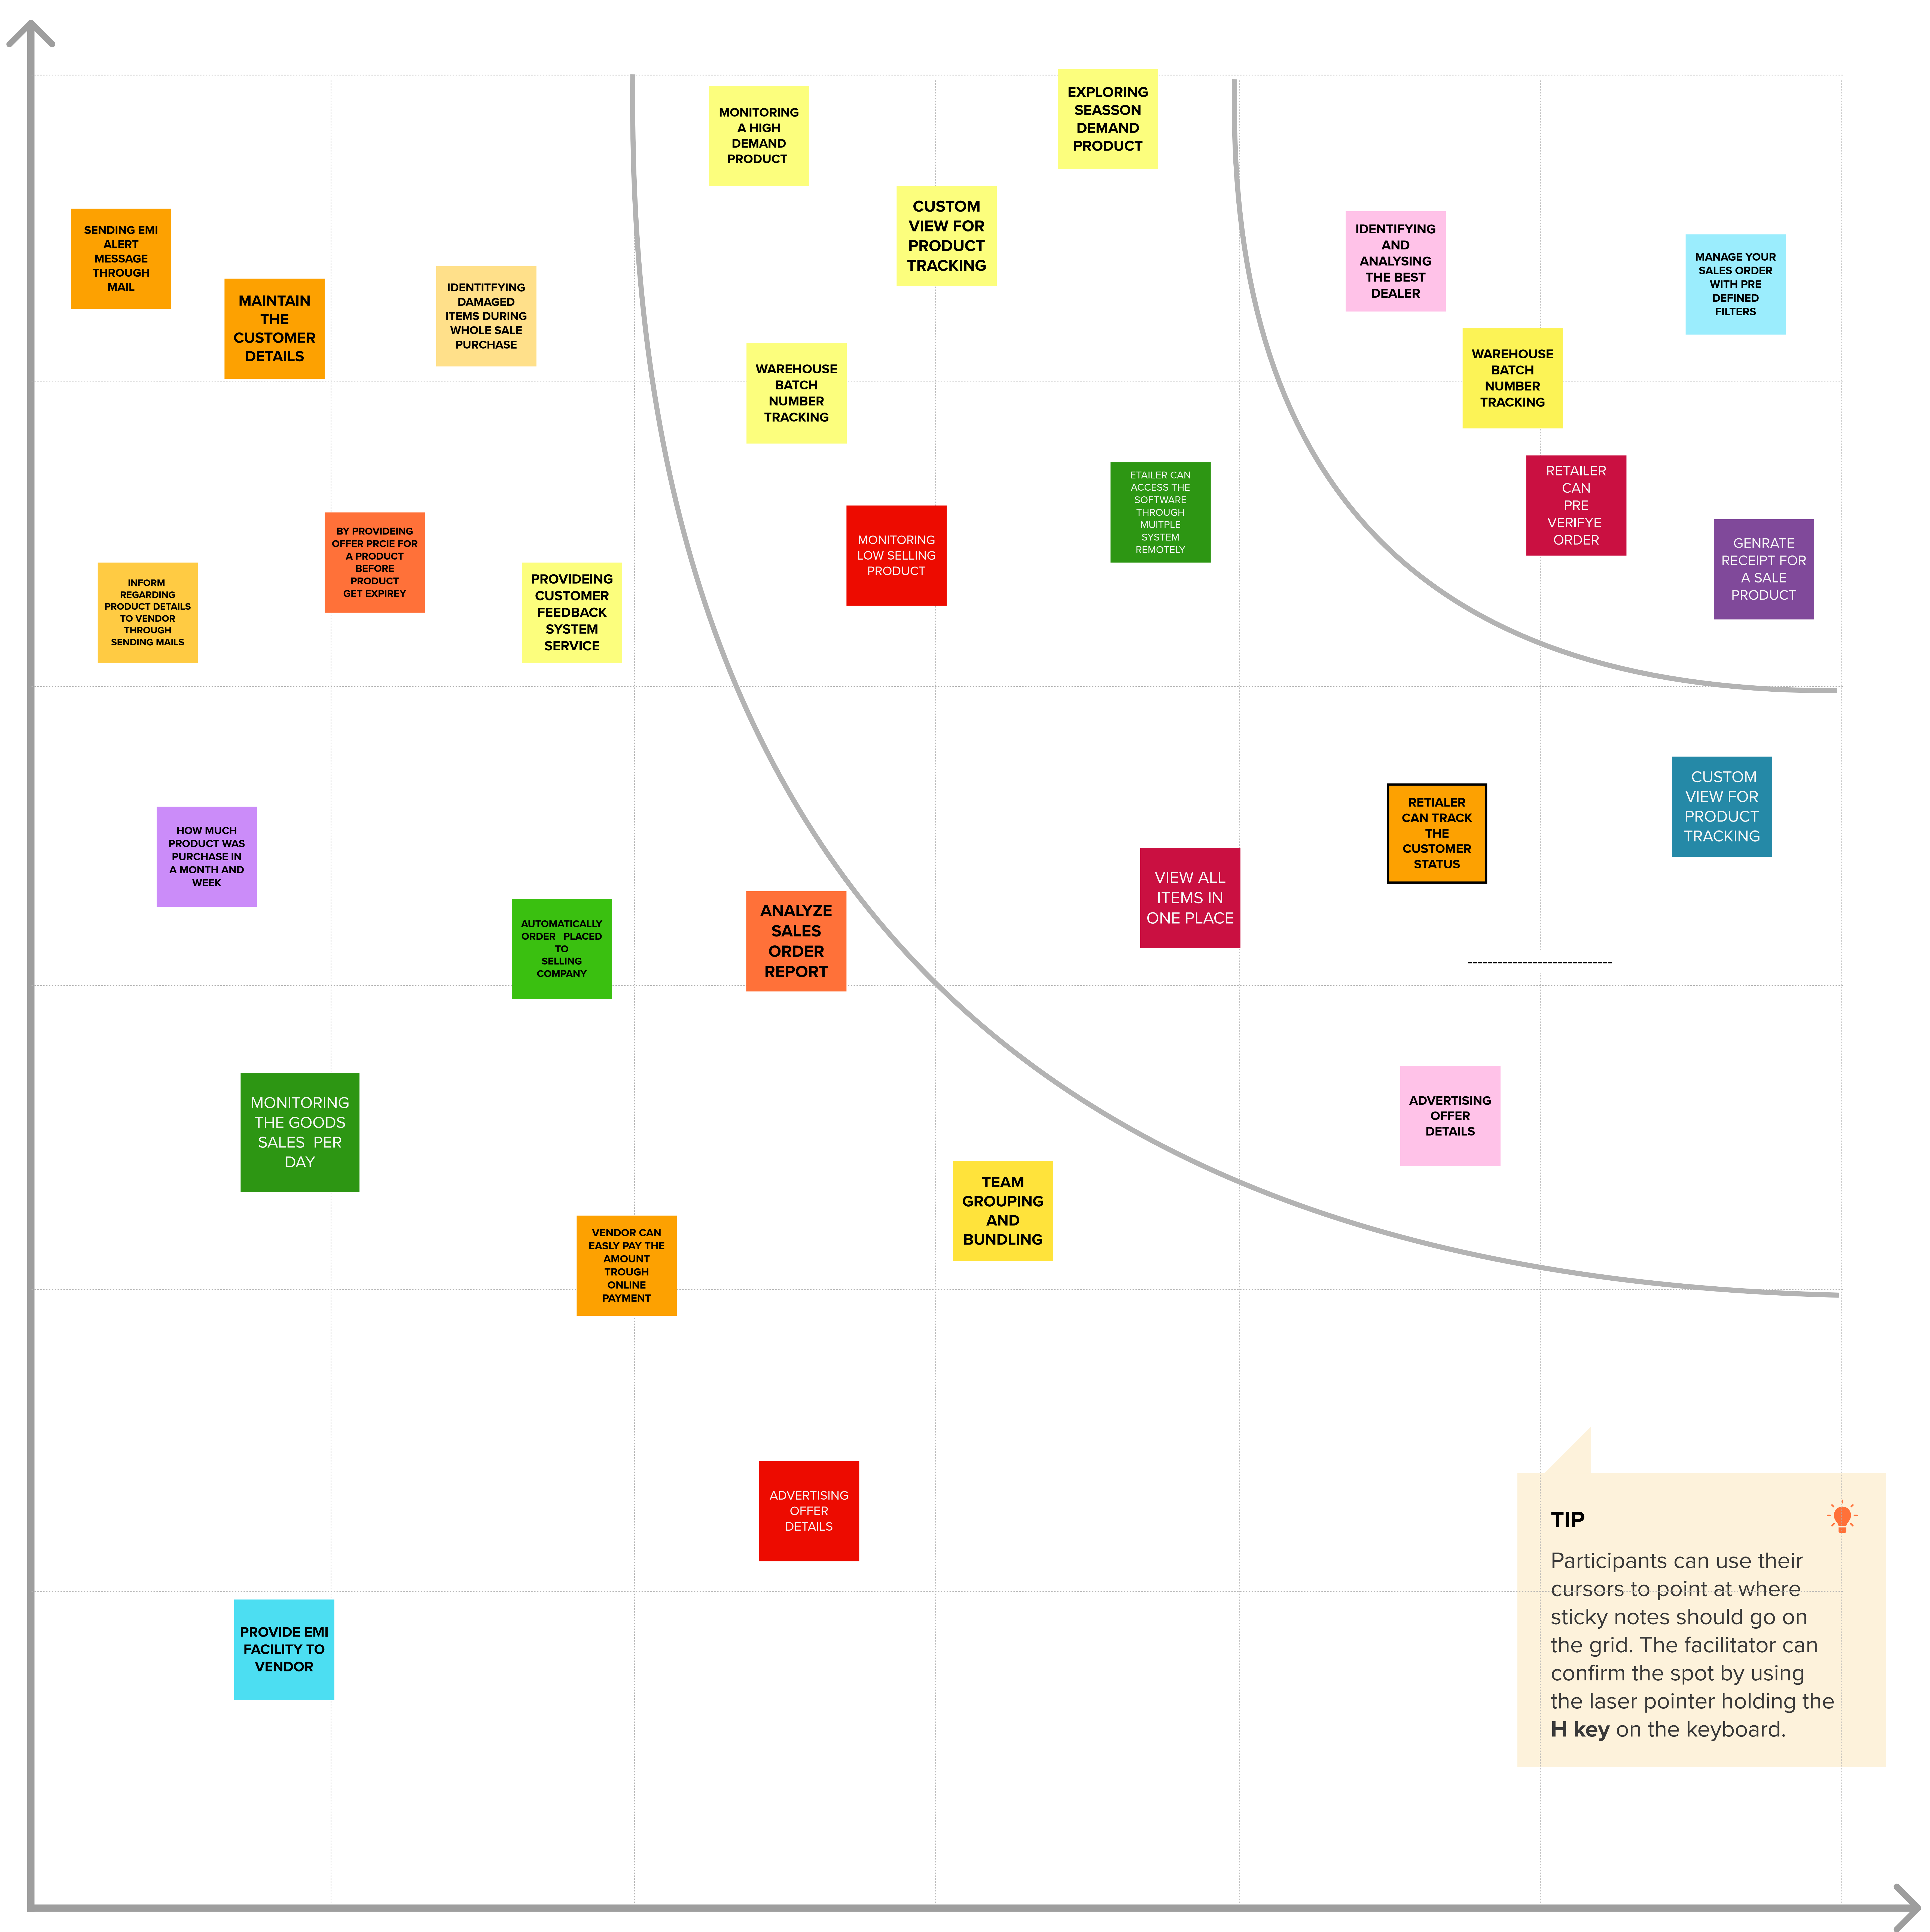 MONITORING
A HIGH
DEMAND
PRODUCT
EXPLORING
SEASSON
DEMAND
PRODUCT
CUSTOM
VIEW FOR
PRODUCT
TRACKING
SENDING EMI
ALERT
MESSAGE
THROUGH
MAIL
MAINTAIN
THE
CUSTOMER
DETAILS
IDENTITFYING
DAMAGED
ITEMS DURING
WHOLE SALE
PURCHASE
IDENTIFYING
AND
ANALYSING
THE BEST
DEALER
MANAGE YOUR
SALES ORDER
WITH PRE
DEFINED
FILTERS
WAREHOUSE
BATCH
NUMBER
TRACKING
WAREHOUSE
BATCH
NUMBER
TRACKING
ETAILER CAN
ACCESS THE
SOFTWARE
THROUGH
MUITPLE
SYSTEM
REMOTELY
RETAILER
CAN
PRE
VERIFYE
ORDER
BY PROVIDEING
OFFER PRCIE FOR
A PRODUCT
BEFORE
PRODUCT
GET EXPIREY
MONITORING
LOW SELLING
PRODUCT
GENRATE
RECEIPT FOR
A SALE
PRODUCT
INFORM
REGARDING
PRODUCT DETAILS
TO VENDOR
THROUGH
SENDING MAILS
PROVIDEING
CUSTOMER
FEEDBACK
SYSTEM
SERVICE
HOW MUCH
PRODUCT WAS
PURCHASE IN
A MONTH AND
WEEK
RETIALER
CAN TRACK
THE
CUSTOMER
STATUS
CUSTOM
VIEW FOR
PRODUCT
TRACKING
VIEW ALL
ITEMS IN
ONE PLACE
AUTOMATICALLY
ORDER PLACED
TO
SELLING
COMPANY
ANALYZE
SALES
ORDER
REPORT
-----------------------------
MONITORING
THE GOODS
SALES PER
DAY
ADVERTISING
OFFER
DETAILS
TEAM
GROUPING
AND
BUNDLING
VENDOR CAN
EASLY PAY THE
AMOUNT
TROUGH
ONLINE
PAYMENT
ADVERTISING
OFFER
DETAILS
PROVIDE EMI
FACILITY TO
VENDOR
TIP
Participants can use their
cursors to point at where
sticky notes should go on
the grid. The facilitator can
confirm the spot by using
the laser pointer holding the
H key on the keyboard.